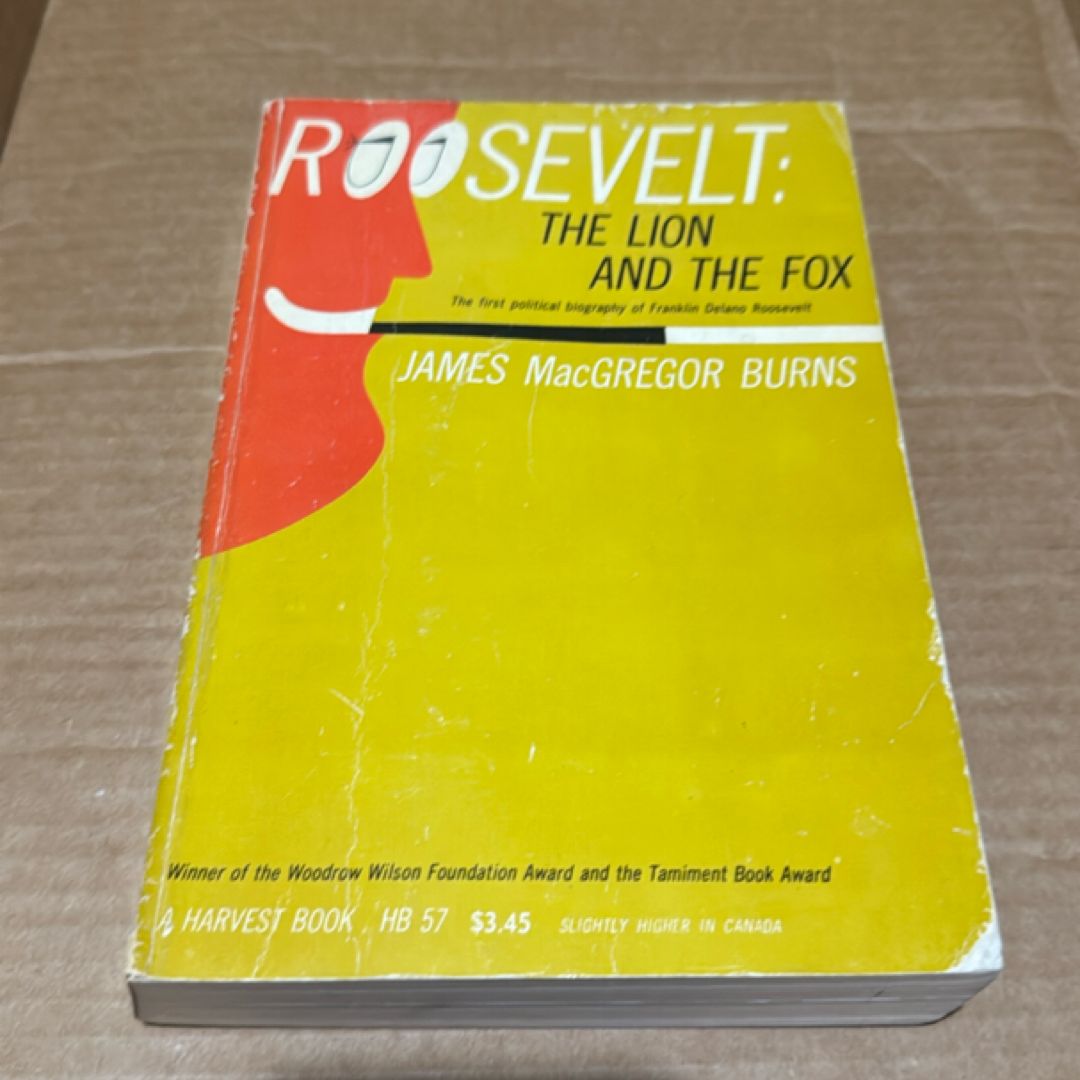 ROOSEVELT:
THE LION
AND THE FOX
The first political biography of Franklin Delano Roosevelt
JAMES MacGREGOR BURNS
Winner of the Woodrow Wilson Foundation Award and the Tamiment Book Award
A HARVEST BOOK , HB 57 $3.45 SLIGHTLY HIGHER IN CANADA